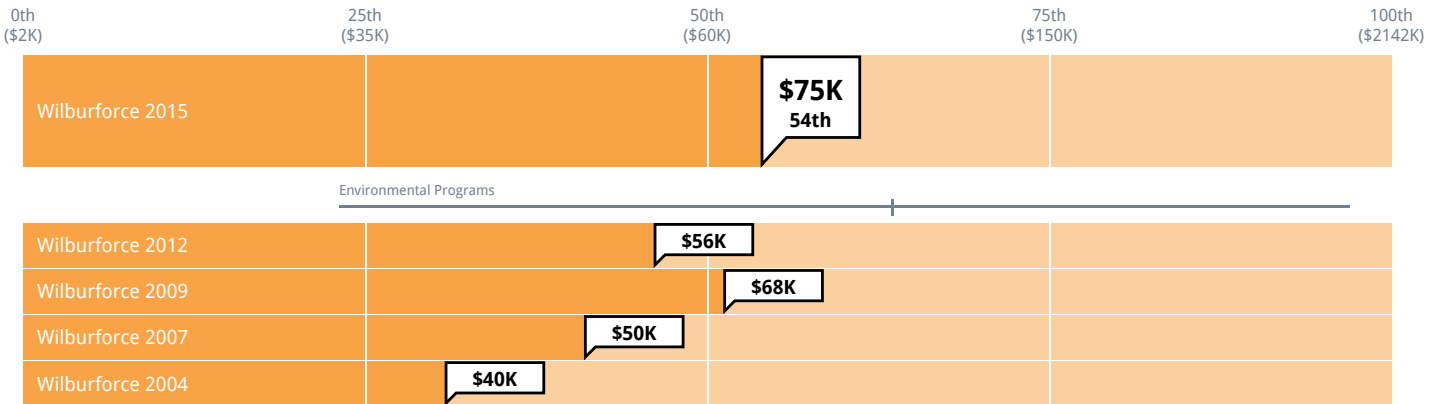 0th 25th 50th 75th 100th
($2K) ($35K) ($60K) ($150K) ($2142K)
$75K
Wilburforce 2015
54th
Environmental Programs
Wilburforce 2012 $56K
Wilburforce 2009 $68K
Wilburforce 2007 $50K
Wilburforce 2004 $40K